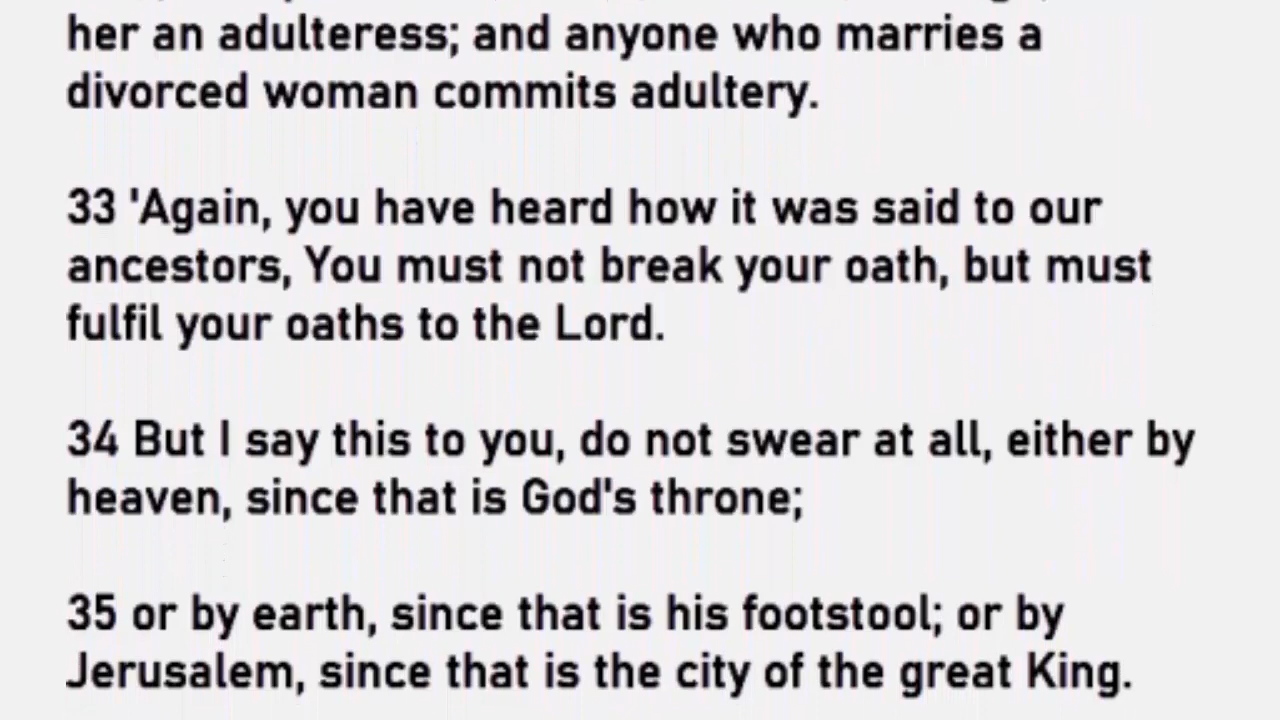 her an adulteress; and anyone who marries a
divorced woman commits adultery.
33 'Again, you have heard how it was said to our
ancestors, You must not break your oath, but must
fulfil your oaths to the Lord.
34 But I say this to you, do not swear at all, either by
heaven, since that is God's throne;
35 or by earth, since that is his footstool; or by
Jerusalem, since that is the city of the great King.